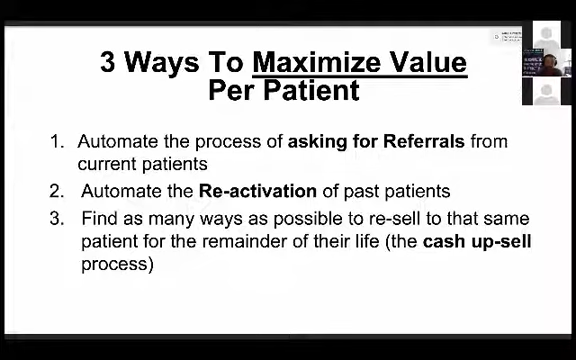 3 Ways To Maximize Value
Per Patient
1. Automate the process of asking for Referrals from
current patients
2. Automate the Re-activation of past patients
3. Find as many ways as possible to re-sell to that same
patient for the remainder of their life (the cash up-sell
process)